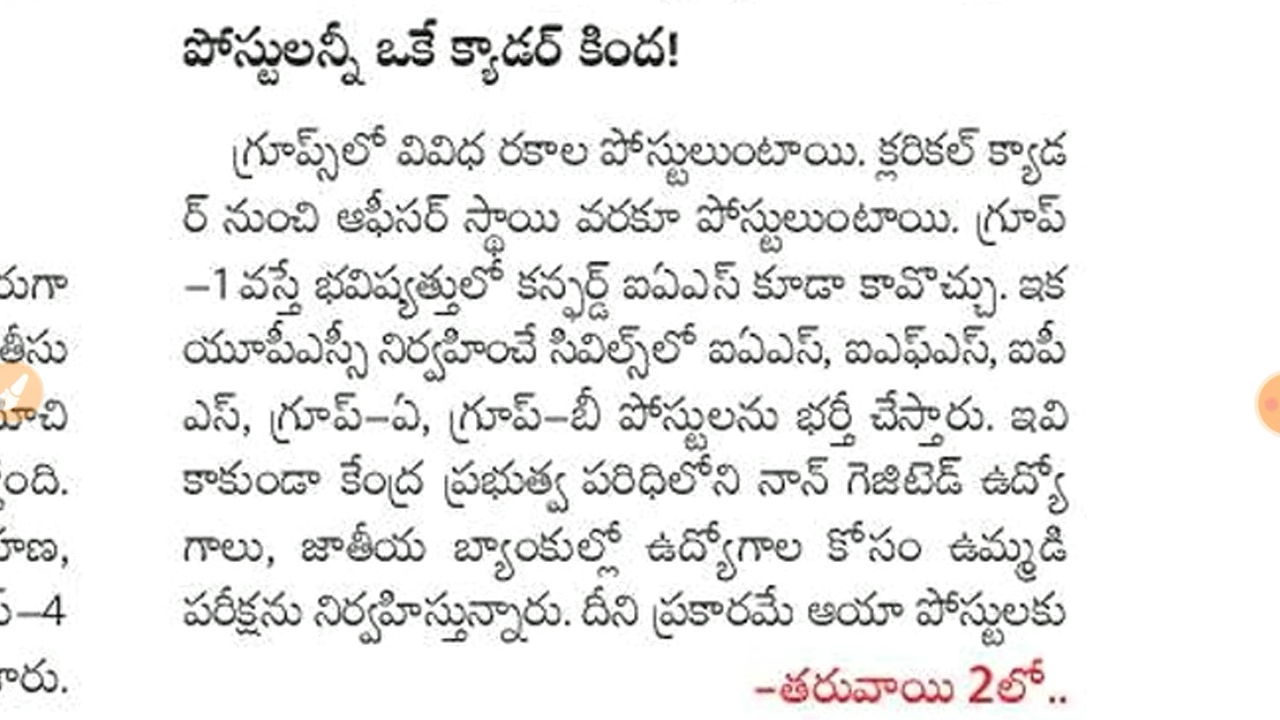 పోస్టులన్నీ ఒకే క్యాడర్ కింద!
గ్రూప్స్‌లో వివిధ రకాల పోస్టులుంటాయి. క్లరికల్ క్యాడ
ర్ నుంచి ఆఫీసర్ స్థాయి వరకూ పోస్టులుంటాయి. గ్రూప్
–1 వస్తే భవిష్యత్తులో కన్ఫర్డ్ ఐఏఎస్ కూడా కావొచ్చు. ఇక
యూపీఎస్సీ నిర్వహించే సివిల్స్‌లో ఐఏఎస్, ఐఎఫ్ఎస్, ఐపీ
ఎస్, గ్రూప్–ఏ, గ్రూప్–బీ పోస్టులను భర్తీ చేస్తారు. ఇవి
కాకుండా కేంద్ర ప్రభుత్వ పరిధిలోని నాన్ గెజిటెడ్ ఉద్యో
గాలు, జాతీయ బ్యాంకుల్లో ఉద్యోగాల కోసం ఉమ్మడి
పరీక్షను నిర్వహిస్తున్నారు. దీని ప్రకారమే ఆయా పోస్టులకు
–తరువాయి 2లో..
రుగా
తీసు
ంది.
–4